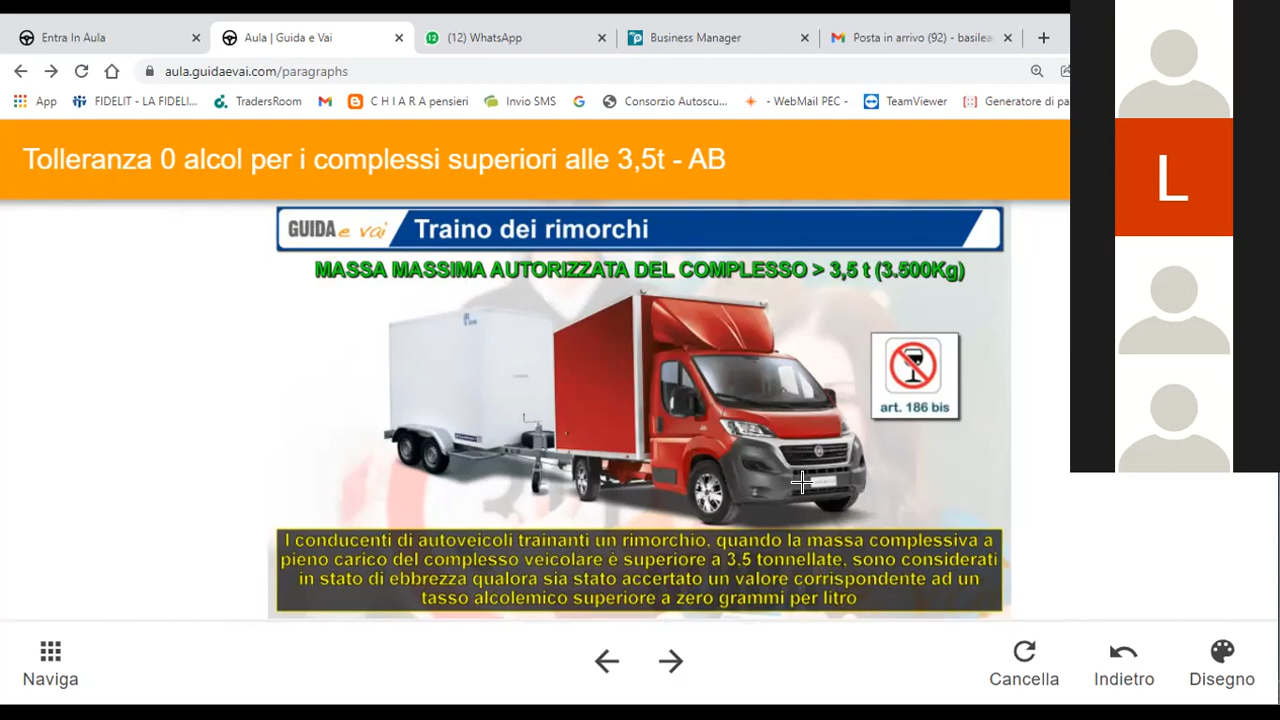 Entra In Aula
Aula | Guida e Vai
(12) WhatsApp
Business Manager
Posta in arrivo (92) - basilea
aula.guidaevai.com/paragraphs
App
FIDELIT - LA FIDELI...
TradersRoom
C H I A R A pensieri
Invio SMS
Consorzio Autoscu...
- WebMail PEC -
TeamViewer
Generatore di pa
Tolleranza 0 alcol per i complessi superiori alle 3,5t - AB
L
GUIDA e vai
Traino dei rimorchi
MASSA MASSIMA AUTORIZZATA DEL COMPLESSO > 3,5 t (3.500Kg)
art. 186 bis
I conducenti di autoveicoli trainanti un rimorchio, quando la massa complessiva a
pieno carico del complesso veicolare è superiore a 3,5 tonnellate, sono considerati
in stato di ebbrezza qualora sia stato accertato un valore corrispondente ad un
tasso alcolemico superiore a zero grammi per litro
Naviga
Cancella
Indietro
Disegno